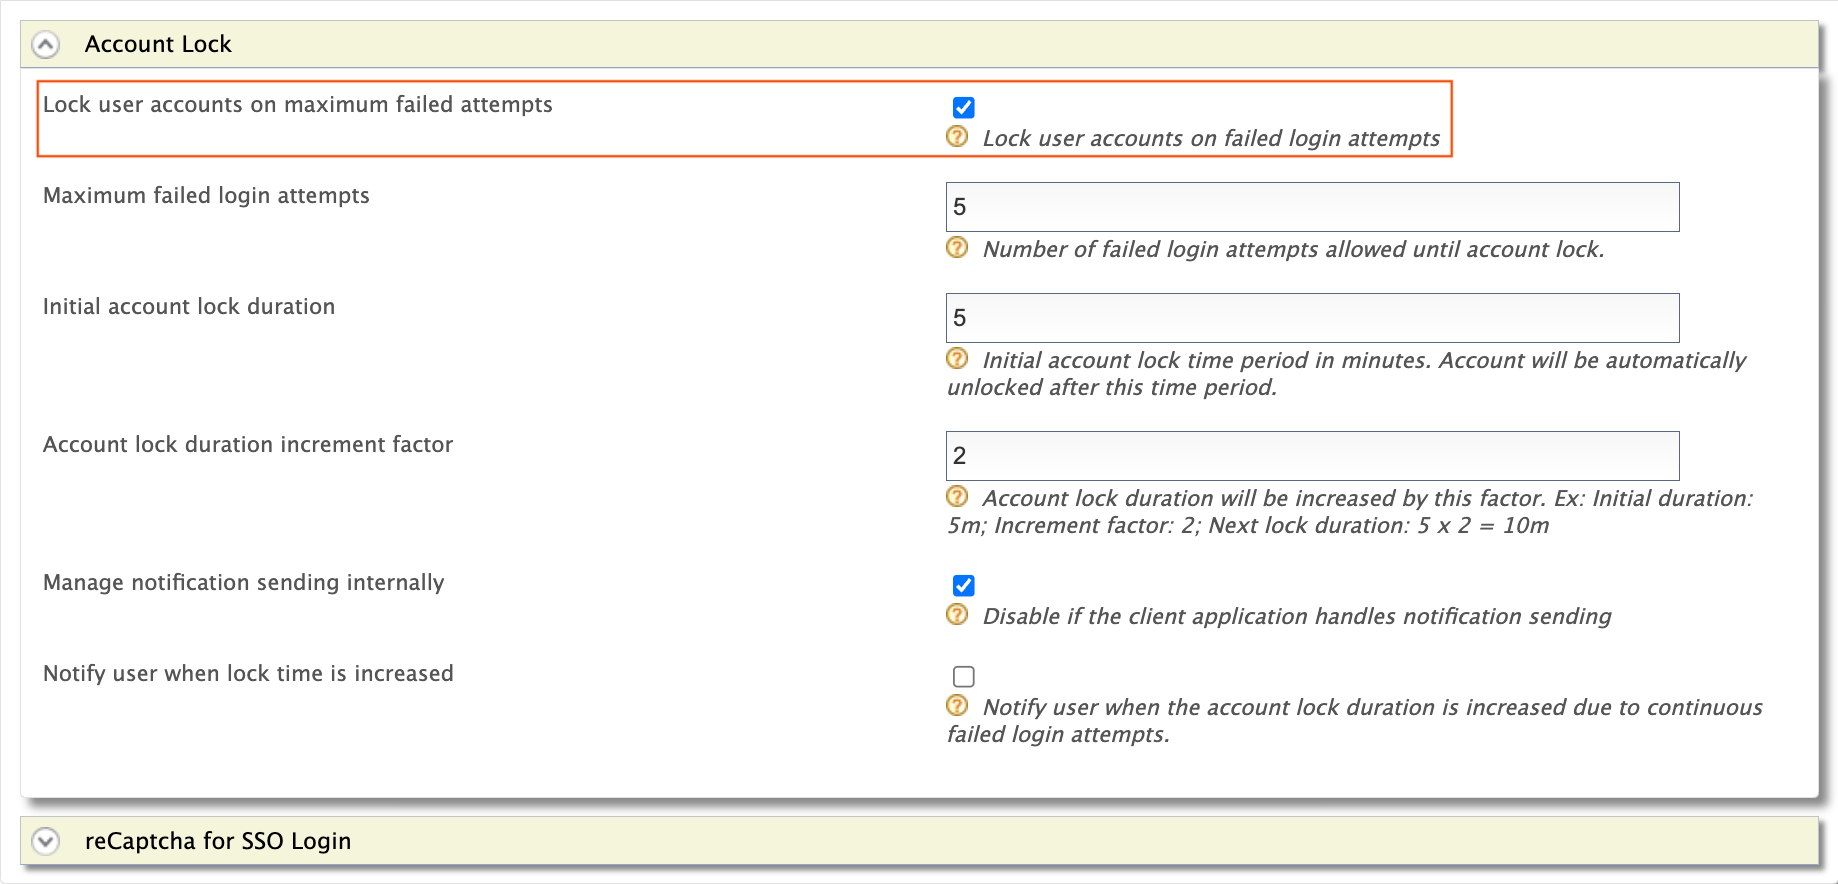 Account Lock
Lock user accounts on maximum failed attempts
? Lock user accounts on failed login attempts
Maximum failed login attempts
5
? Number of failed login attempts allowed until account lock.
Initial account lock duration
5
? Initial account lock time period in minutes. Account will be automatically
unlocked after this time period.
Account lock duration increment factor
2
? Account lock duration will be increased by this factor. Ex: Initial duration:
5m; Increment factor: 2; Next lock duration: 5 x 2 = 10m
Manage notification sending internally
? Disable if the client application handles notification sending
Notify user when lock time is increased
? Notify user when the account lock duration is increased due to continuous
failed login attempts.
reCaptcha for SSO Login